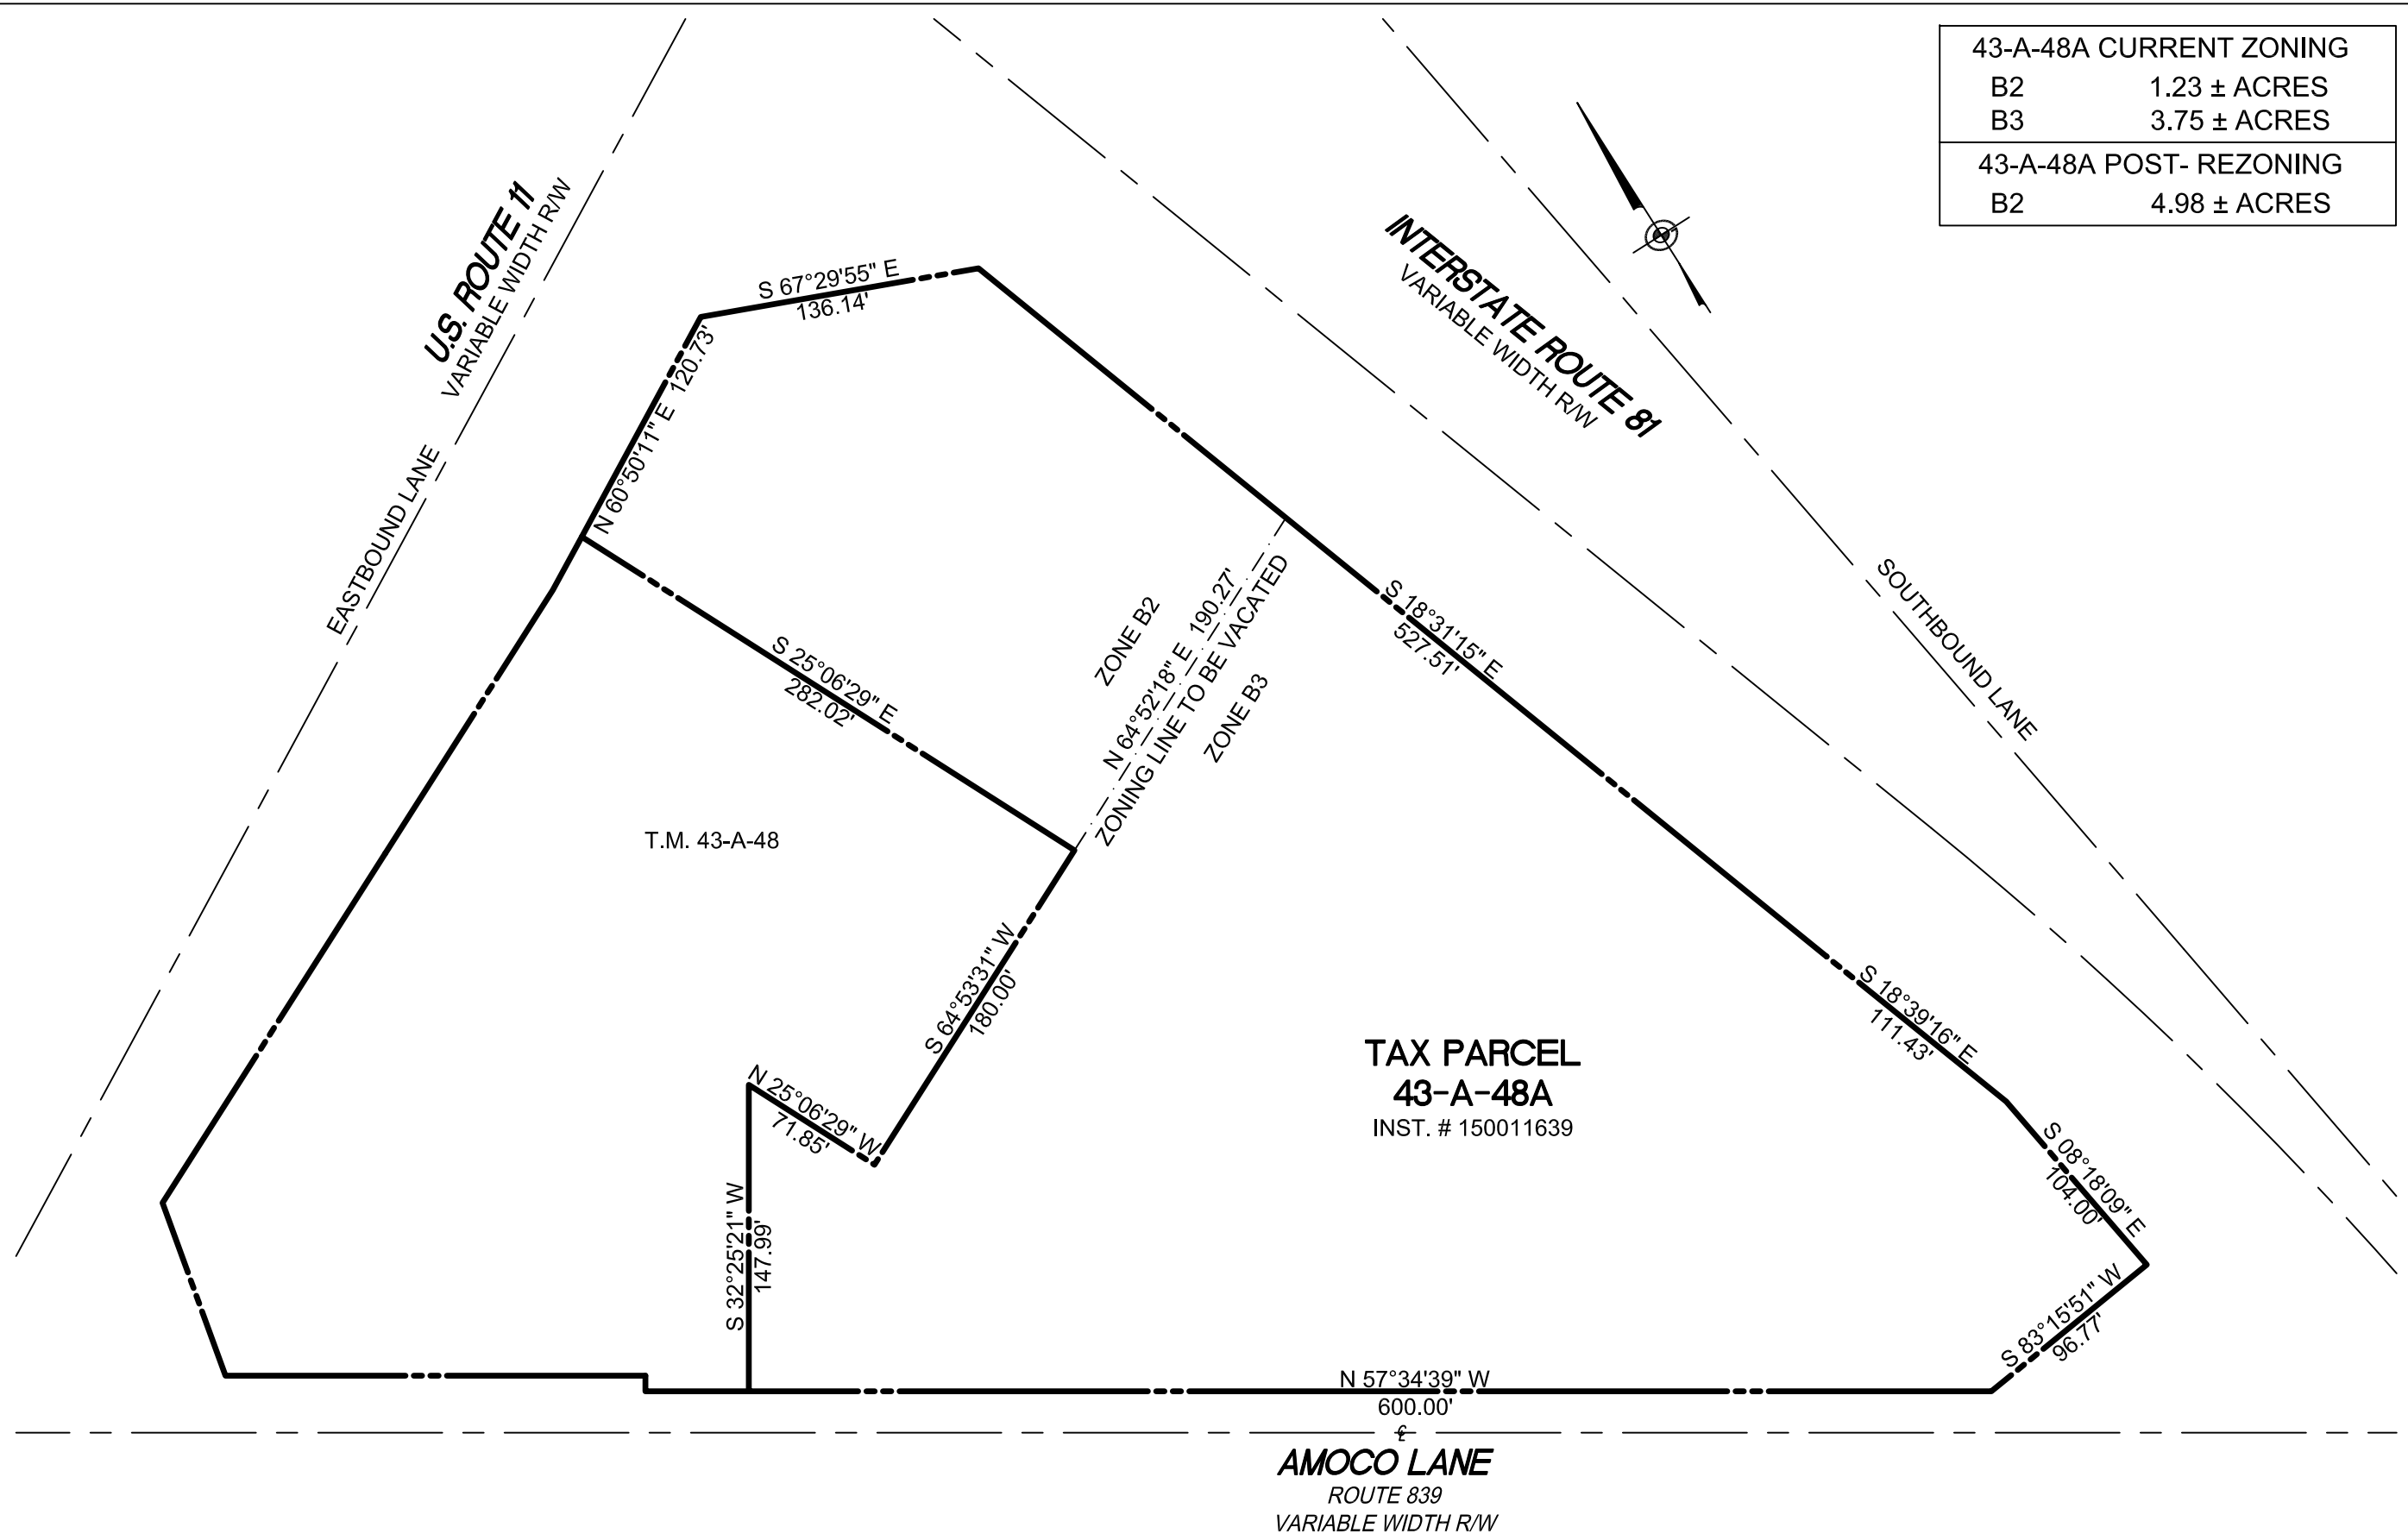 43-A-48A CURRENT ZONING
B2 1.23 ± ACRES
B3 3.75 ± ACRES
43-A-48A POST- REZONING
B2 4.98 ± ACRES
U.S. ROUTE 11
VARIABLE WIDTH R/W
EASTBOUND LANE
INTERSTATE ROUTE 81
VARIABLE WIDTH R/W
SOUTHBOUND LANE
S 67°29'55" E
136.14'
N 60°50'11" E 120.73'
S 25°06'29" E
282.02'
ZONE B2
N 64°52'18" E 190.27'
ZONING LINE TO BE VACATED
ZONE B3
S 18°31'15" E
527.51'
T.M. 43-A-48
S 64°53'31" W
180.00'
N 25°06'29" W
71.85'
S 32°25'21" W
147.99'
TAX PARCEL
43-A-48A
INST. # 150011639
S 18°39'16" E
111.43'
S 08°18'09" E
104.00'
S 83°15'51" W
96.77'
N 57°34'39" W
600.00'
℄
AMOCO LANE
ROUTE 839
VARIABLE WIDTH R/W